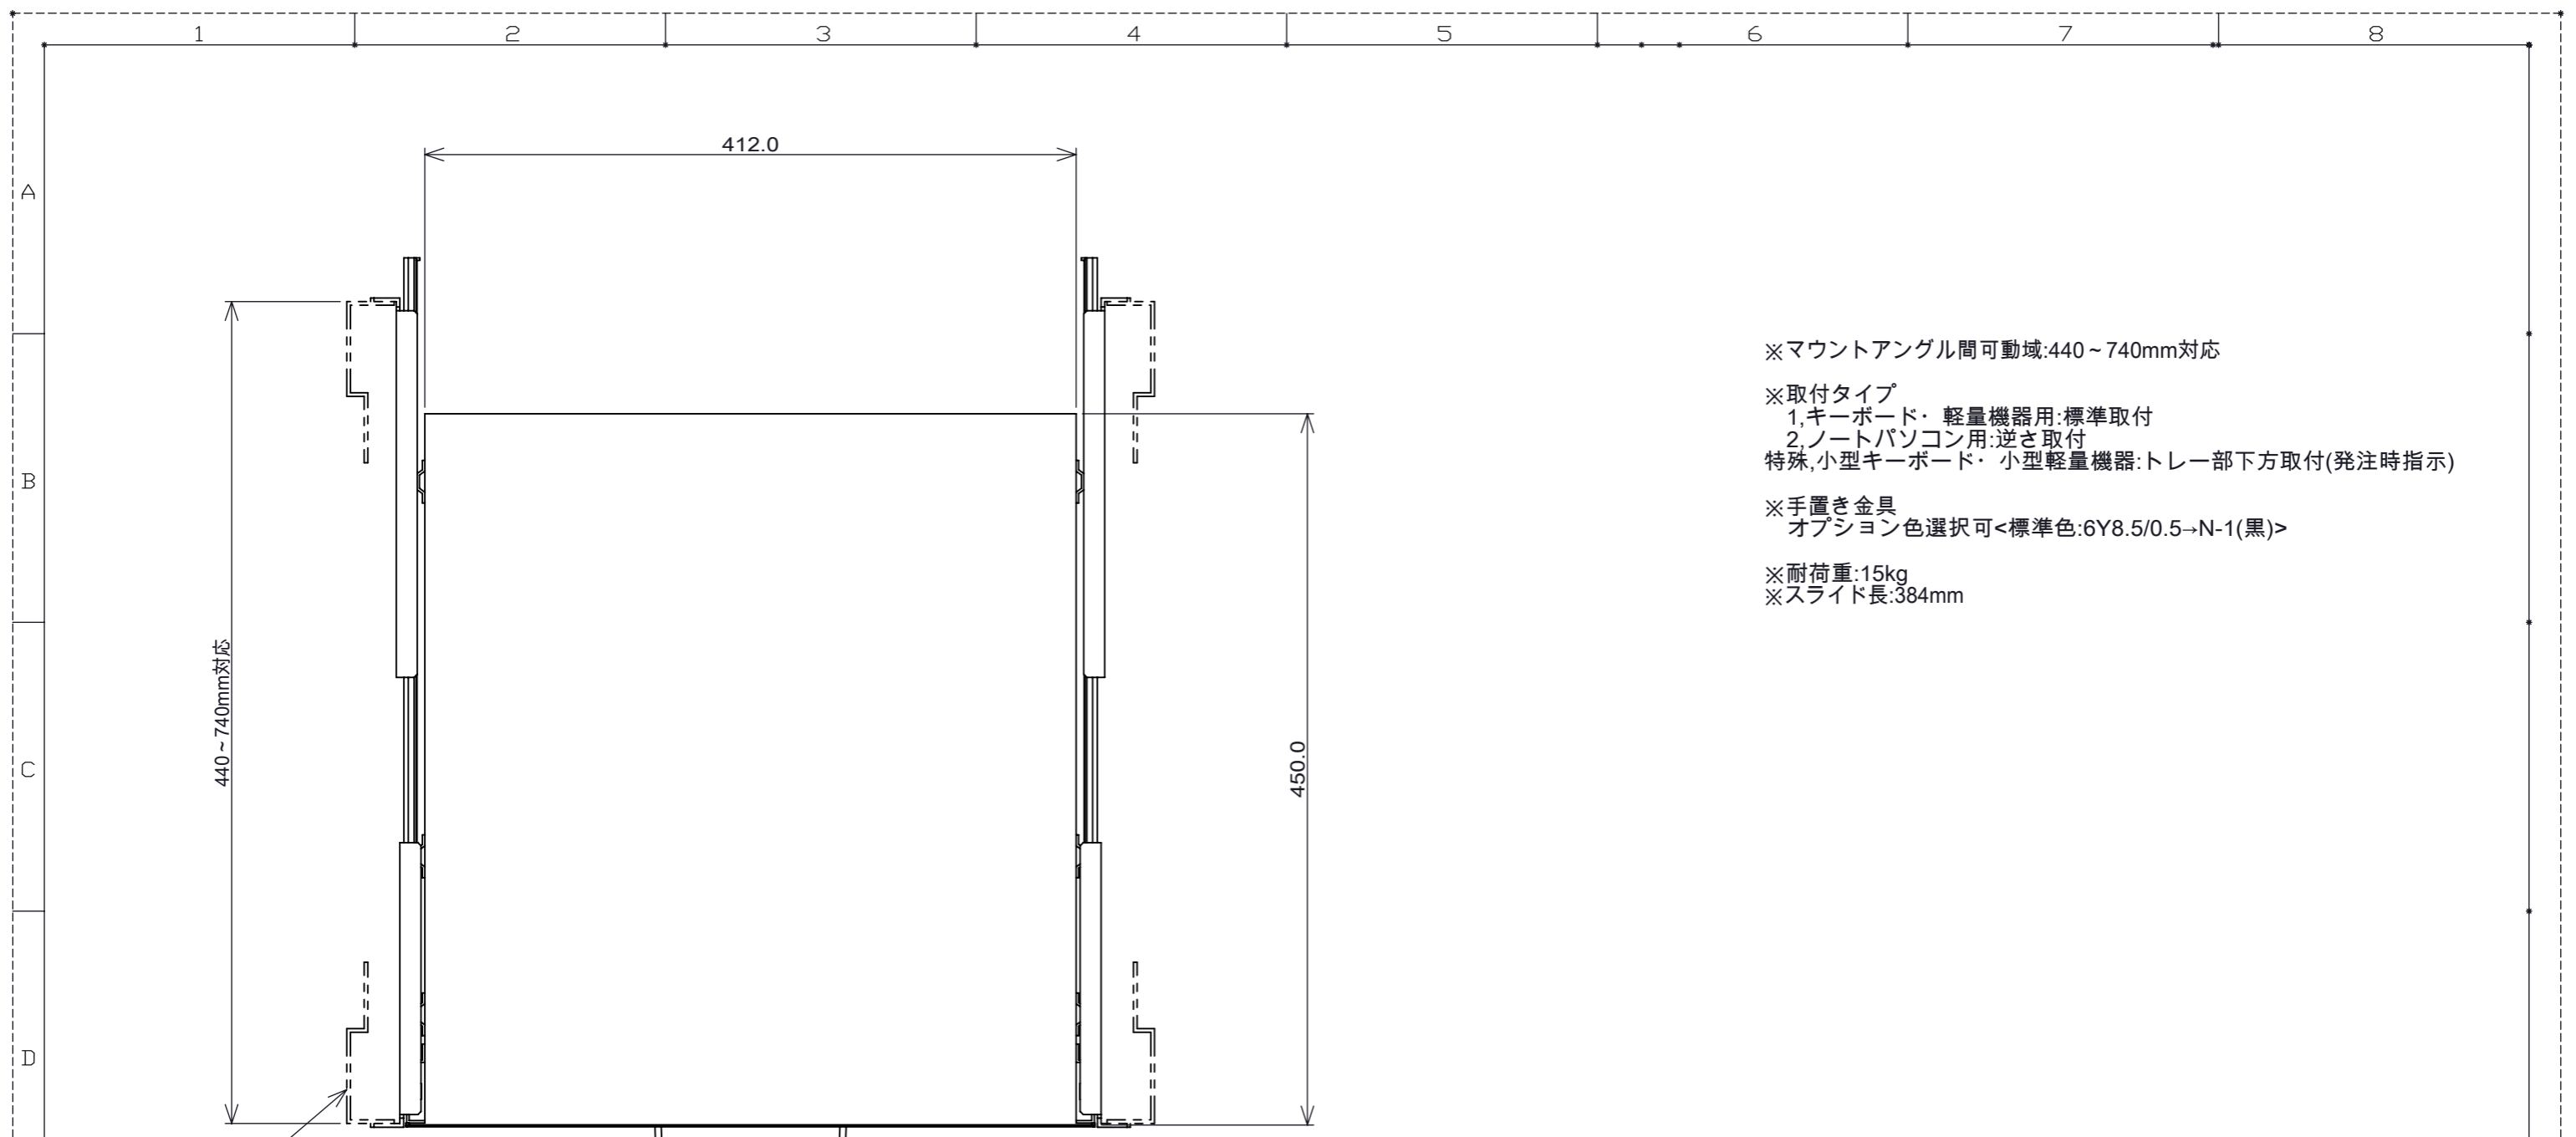 1 2 3 4 5 6 7 8
412.0
A
※マウントアングル間可動域:440~740mm対応
※取付タイプ
1,キーボード・ 軽量機器用:標準取付
2,ノートパソコン用:逆さ取付
特殊,小型キーボード・ 小型軽量機器:トレー部下方取付(発注時指示)
B
※手置き金具
オプション色選択可<標準色:6Y8.5/0.5→N-1(黒)>
※耐荷重:15kg
※スライド長:384mm
440~740mm対応
450.0
C
D